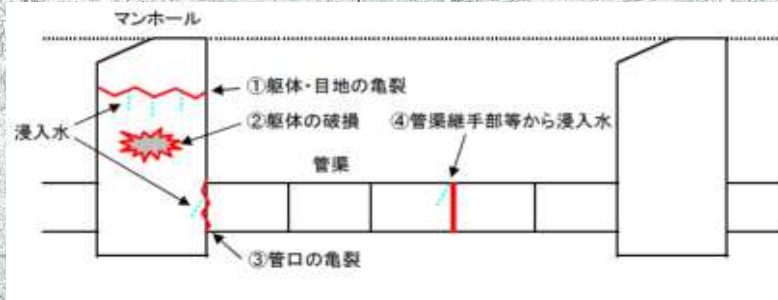 マンホール
①躯体・目地の亀裂
②躯体の破損
④管渠継手部等から浸入水
浸入水
管渠
③管口の亀裂